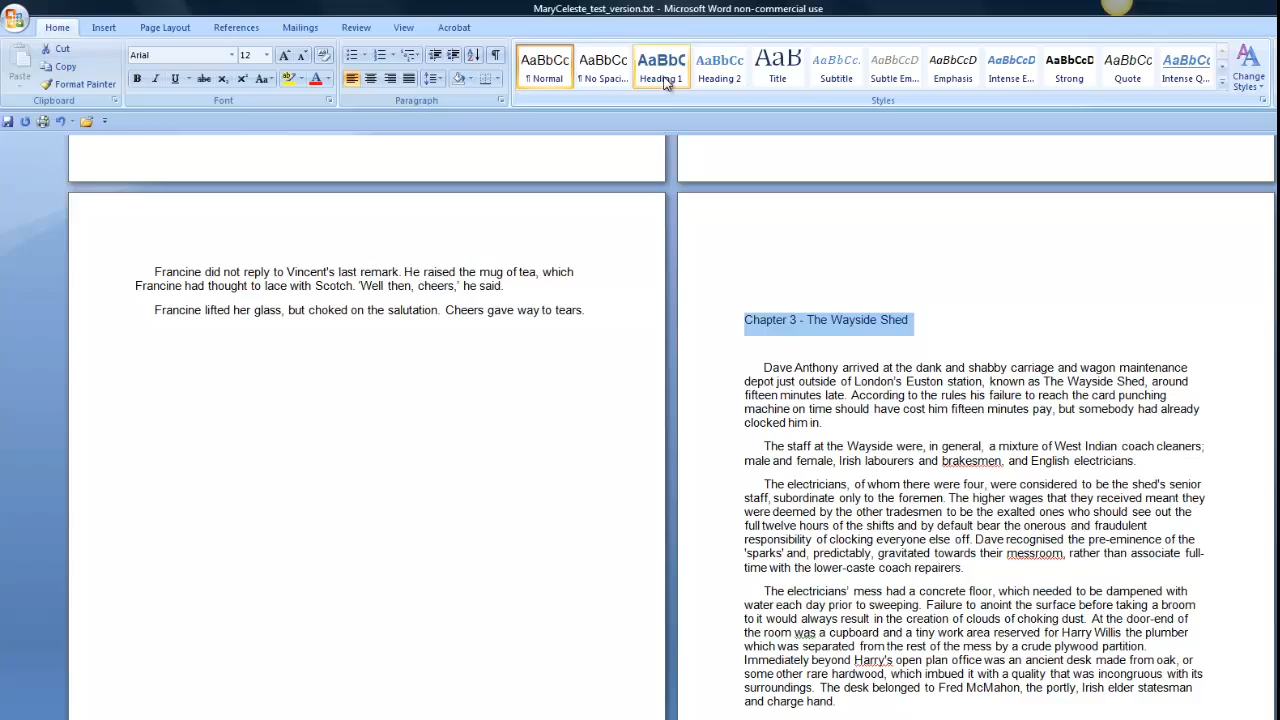 MaryCeleste_test_version.txt - Microsoft Word non-commercial use
Home Insert Page Layout References Mailings Review View Acrobat
Paste
Cut
Copy
Format Painter
Clipboard
Arial 12
B I U abc x₂ x² Aa ab A
Font
Paragraph
AaBbCc AaBbCc AaBbC AaBbCc AaB AaBbCc. AaBbCcD AaBbCcD AaBbCcD AaBbCcD AaBbCc AaBbCc
¶ Normal ¶ No Spaci... Heading 1 Heading 2 Title Subtitle Subtle Em... Emphasis Intense E... Strong Quote Intense Q...
Styles
Change
Styles
Francine did not reply to Vincent's last remark. He raised the mug of tea, which
Francine had thought to lace with Scotch. 'Well then, cheers,' he said.
Francine lifted her glass, but choked on the salutation. Cheers gave way to tears.
Chapter 3 - The Wayside Shed
Dave Anthony arrived at the dank and shabby carriage and wagon maintenance
depot just outside of London's Euston station, known as The Wayside Shed, around
fifteen minutes late. According to the rules his failure to reach the card punching
machine on time should have cost him fifteen minutes pay, but somebody had already
clocked him in.
The staff at the Wayside were, in general, a mixture of West Indian coach cleaners;
male and female, Irish labourers and brakesmen, and English electricians.
The electricians, of whom there were four, were considered to be the shed's senior
staff, subordinate only to the foremen. The higher wages that they received meant they
were deemed by the other tradesmen to be the exalted ones who should see out the
full twelve hours of the shifts and by default bear the onerous and fraudulent
responsibility of clocking everyone else off. Dave recognised the pre-eminence of the
'sparks' and, predictably, gravitated towards their messroom, rather than associate full-
time with the lower-caste coach repairers.
The electricians' mess had a concrete floor, which needed to be dampened with
water each day prior to sweeping. Failure to anoint the surface before taking a broom
to it would always result in the creation of clouds of choking dust. At the door-end of
the room was a cupboard and a tiny work area reserved for Harry Willis the plumber
which was separated from the rest of the mess by a crude plywood partition.
Immediately beyond Harry's open plan office was an ancient desk made from oak, or
some other rare hardwood, which imbued it with a quality that was incongruous with its
surroundings. The desk belonged to Fred McMahon, the portly, Irish elder statesman
and charge hand.